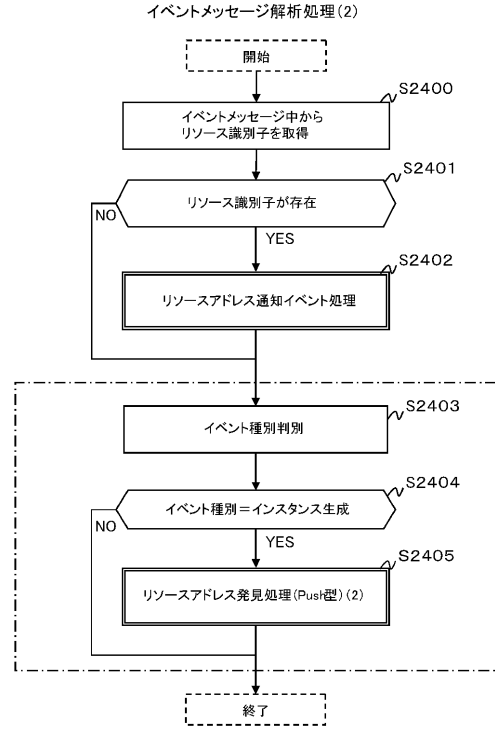 イベントメッセージ解析処理(2)
開始
S2400
イベントメッセージ中から
リソース識別子を取得
S2401
リソース識別子が存在
NO
YES
S2402
リソースアドレス通知イベント処理
S2403
イベント種別判別
S2404
イベント種別=インスタンス生成
NO
YES
S2405
リソースアドレス発見処理(Push型)(2)
終了